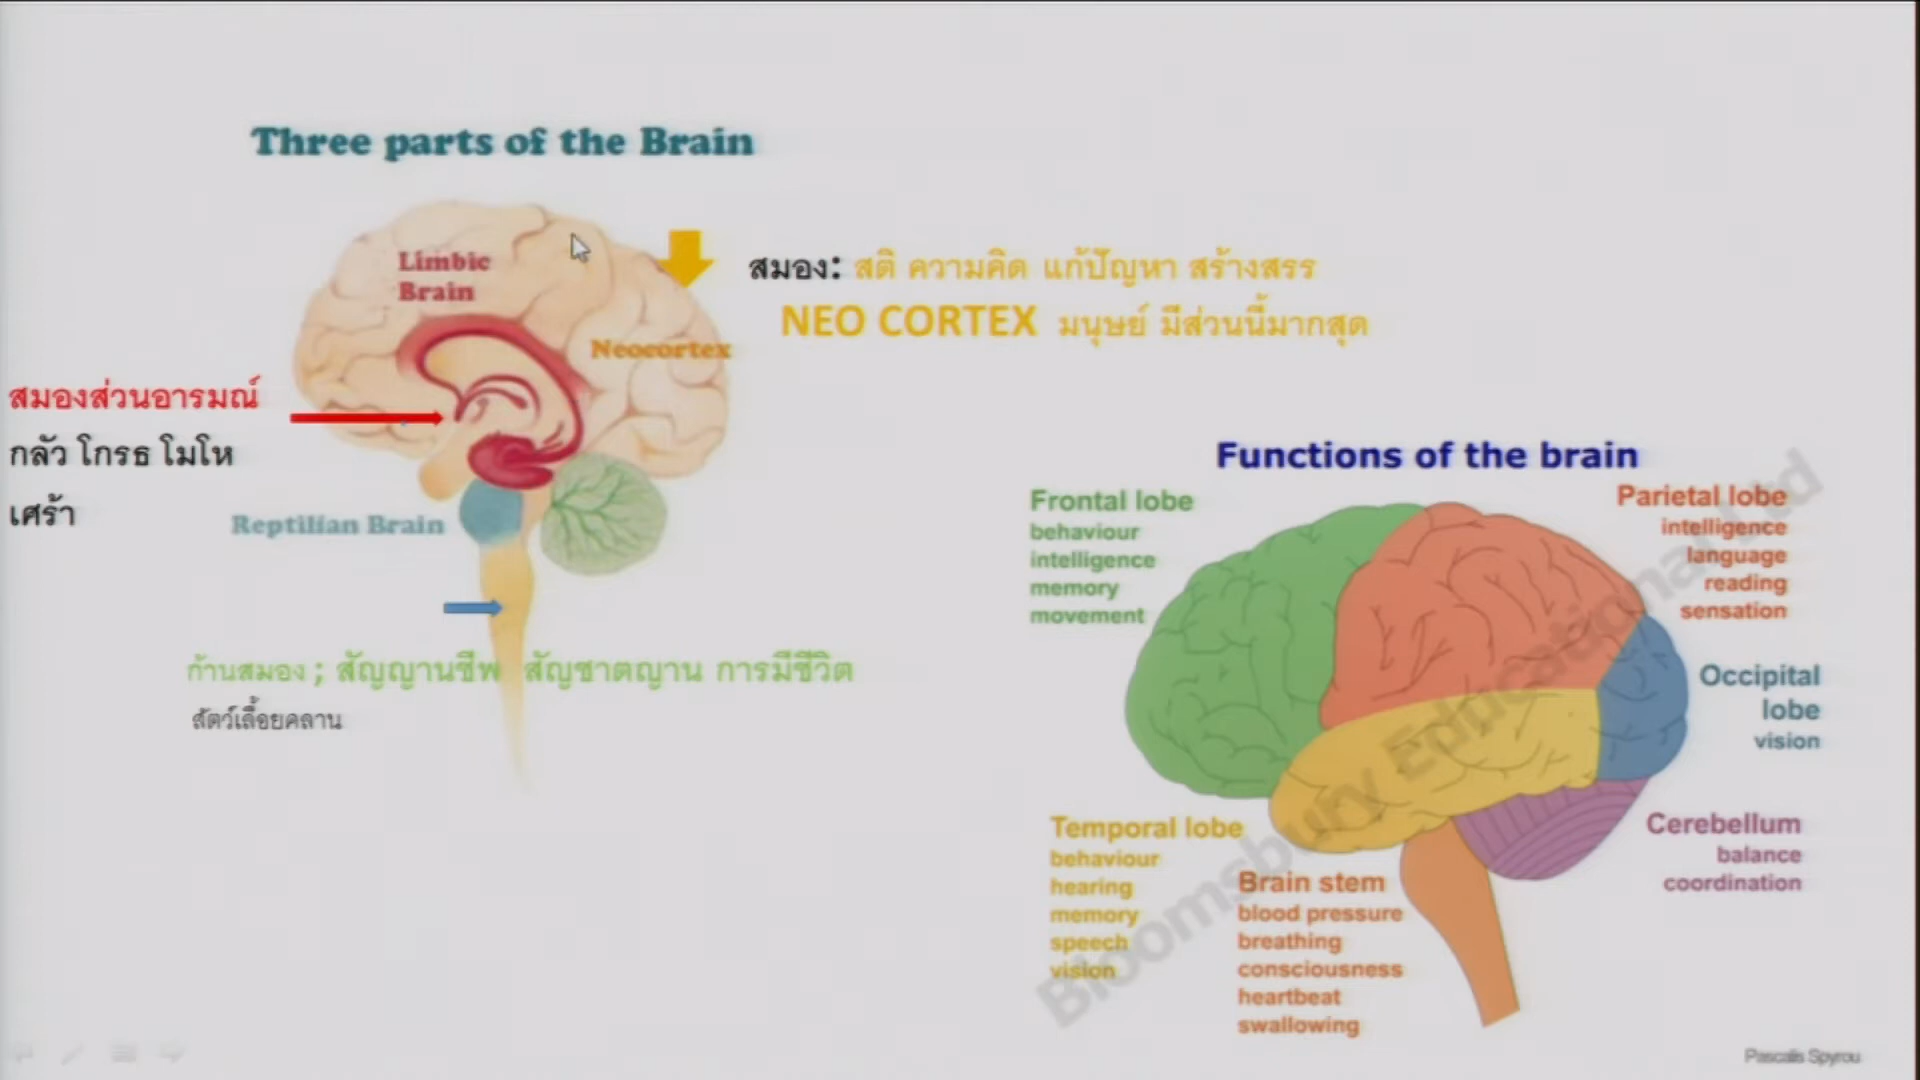 Three parts of the Brain
Limbic
Brain
Neocortex
สมอง: สติ ความคิด แก้ปัญหา สร้างสรร
NEO CORTEX มนุษย์ มีส่วนนี้มากสุด
สมองส่วนอารมณ์
กลัว โกรธ โมโห
เศร้า
Reptilian Brain
ก้านสมอง ; สัญญานชีพ สัญชาตญาน การมีชีวิต
สัตว์เลื้อยคลาน
Functions of the brain
Frontal lobe
behaviour
intelligence
memory
movement
Parietal lobe
intelligence
language
reading
sensation
Occipital
lobe
vision
Temporal lobe
behaviour
hearing
memory
speech
vision
Brain stem
blood pressure
breathing
consciousness
heartbeat
swallowing
Cerebellum
balance
coordination
Bloomsbury Educational Ltd
Pascalis Spyrou